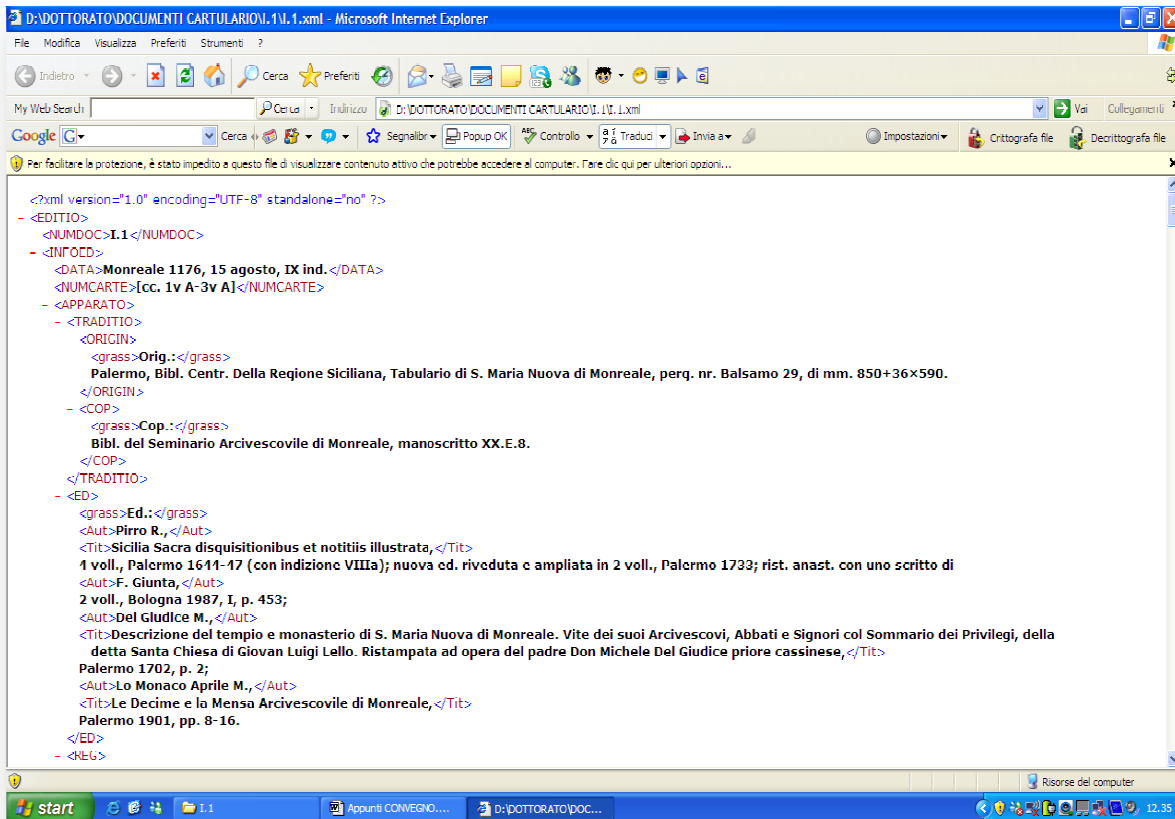 D:\DOTTORATO\DOCUMENTI CARTULARIO\I.1\I.1.xml - Microsoft Internet Explorer
File Modifica Visualizza Preferiti Strumenti ?
Indietro Cerca Preferiti
My Web Search Cerca Indirizzo D:\DOTTORATO\DOCUMENTI CARTULARIO\I.1\I.1.xml Vai Collegamenti
Google G Cerca Segnalibr Popup OK Controllo Traduci Invia a Impostazioni Crittografa file Decrittografa file
Per facilitare la protezione, è stato impedito a questo file di visualizzare contenuto attivo che potrebbe accedere al computer. Fare clic qui per ulteriori opzioni...
<?xml version="1.0" encoding="UTF-8" standalone="no" ?>
- <EDITIO>
<NUMDOC>I.1</NUMDOC>
- <INFOED>
<DATA>Monreale 1176, 15 agosto, IX ind.</DATA>
<NUMCARTE>[cc. 1v A-3v A]</NUMCARTE>
- <APPARATO>
- <TRADITIO>
<ORIGIN>
<grass>Orig.:</grass>
Palermo, Bibl. Centr. Della Regione Siciliana, Tabulario di S. Maria Nuova di Monreale, perg. nr. Balsamo 29, di mm. 850+36×590.
</ORIGIN>
- <COP>
<grass>Cop.:</grass>
Bibl. del Seminario Arcivescovile di Monreale, manoscritto XX.E.8.
</COP>
</TRADITIO>
- <ED>
<grass>Ed.:</grass>
<Aut>Pirro R.,</Aut>
<Tit>Sicilia Sacra disquisitionibus et notitiis illustrata,</Tit>
4 voll., Palermo 1644-47 (con indizione VIIIa); nuova ed. riveduta e ampliata in 2 voll., Palermo 1733; rist. anast. con uno scritto di
<Aut>F. Giunta,</Aut>
2 voll., Bologna 1987, I, p. 453;
<Aut>Del Giudice M.,</Aut>
<Tit>Descrizione del tempio e monasterio di S. Maria Nuova di Monreale. Vite dei suoi Arcivescovi, Abbati e Signori col Sommario dei Privilegi, della
detta Santa Chiesa di Giovan Luigi Lello. Ristampata ad opera del padre Don Michele Del Giudice priore cassinese,</Tit>
Palermo 1702, p. 2;
<Aut>Lo Monaco Aprile M.,</Aut>
<Tit>Le Decime e la Mensa Arcivescovile di Monreale,</Tit>
Palermo 1901, pp. 8-16.
</ED>
- <REG>
Risorse del computer
start I.1 Appunti CONVEGNO.... D:\DOTTORATO\DOC... 12.35